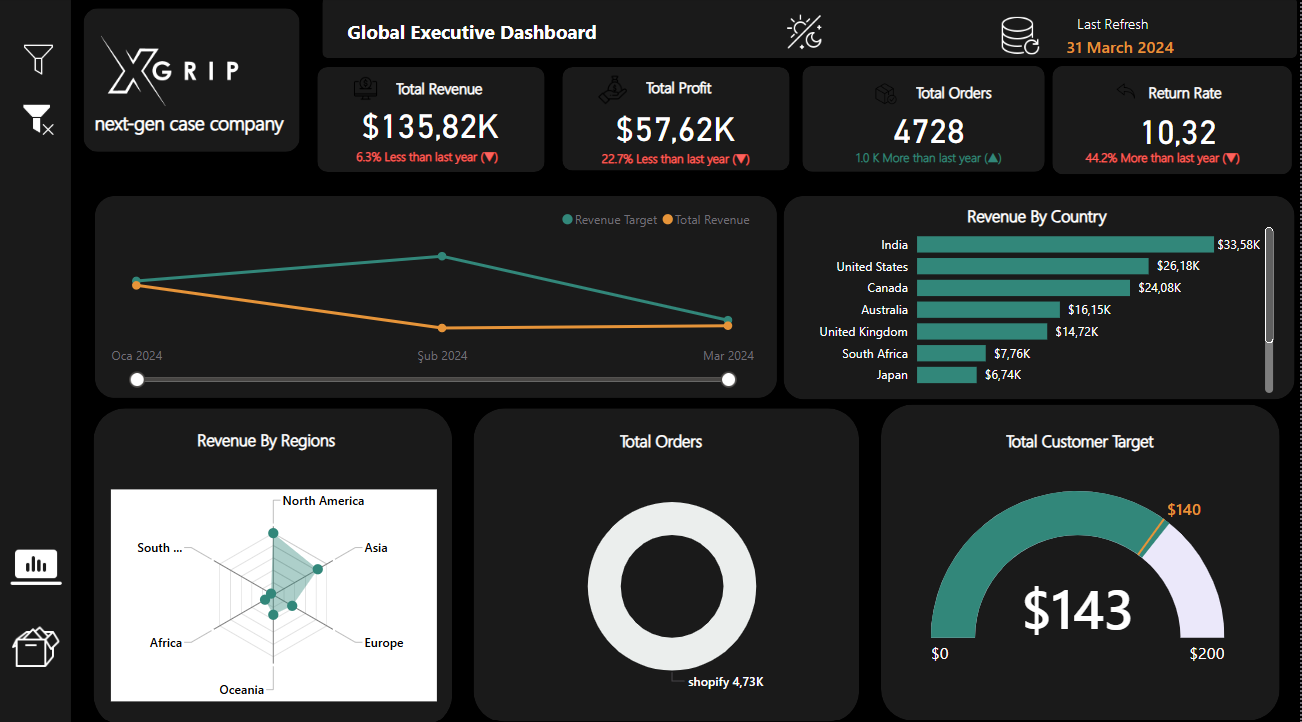 XGRIP
next-gen case company
Global Executive Dashboard
Last Refresh
31 March 2024
Total Revenue
$135,82K
6.3% Less than last year (▼)
Total Profit
$57,62K
22.7% Less than last year (▼)
Total Orders
4728
1.0 K More than last year (▲)
Return Rate
10,32
44.2% More than last year (▼)
Revenue Target
Total Revenue
Oca 2024
Şub 2024
Mar 2024
Revenue By Country
India $33,58K
United States $26,18K
Canada $24,08K
Australia $16,15K
United Kingdom $14,72K
South Africa $7,76K
Japan $6,74K
Revenue By Regions
North America
South ...
Asia
Africa
Europe
Oceania
Total Orders
shopify 4,73K
Total Customer Target
$140
$143
$0
$200